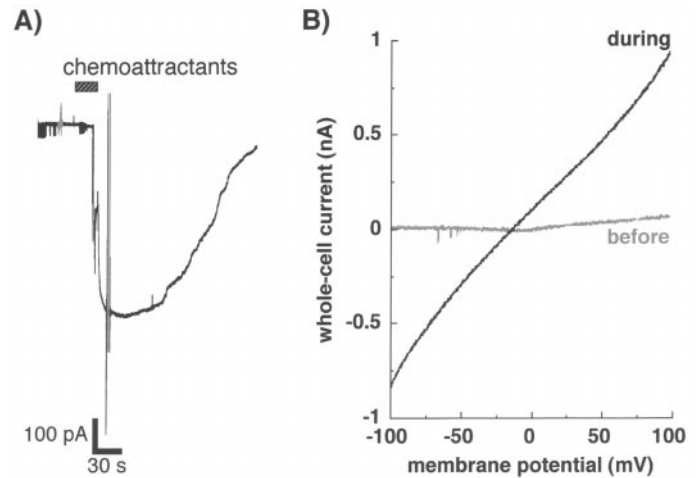 A)
chemoattractants
100 pA
30 s
B)
whole-cell current (nA)
1
0.5
0
-0.5
-1
during
before
-100
-50
0
50
100
membrane potential (mV)